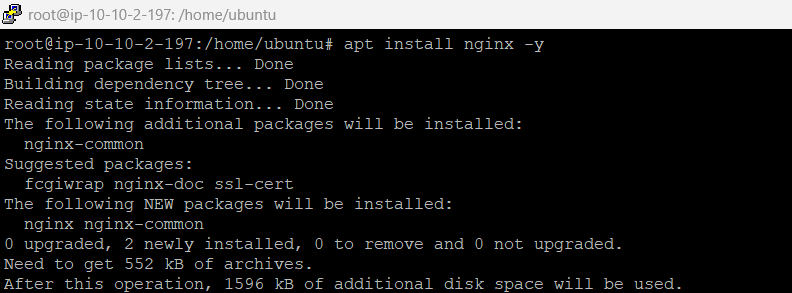 root@ip-10-10-2-197: /home/ubuntu
root@ip-10-10-2-197:/home/ubuntu# apt install nginx -y
Reading package lists... Done
Building dependency tree... Done
Reading state information... Done
The following additional packages will be installed:
  nginx-common
Suggested packages:
  fcgiwrap nginx-doc ssl-cert
The following NEW packages will be installed:
  nginx nginx-common
0 upgraded, 2 newly installed, 0 to remove and 0 not upgraded.
Need to get 552 kB of archives.
After this operation, 1596 kB of additional disk space will be used.